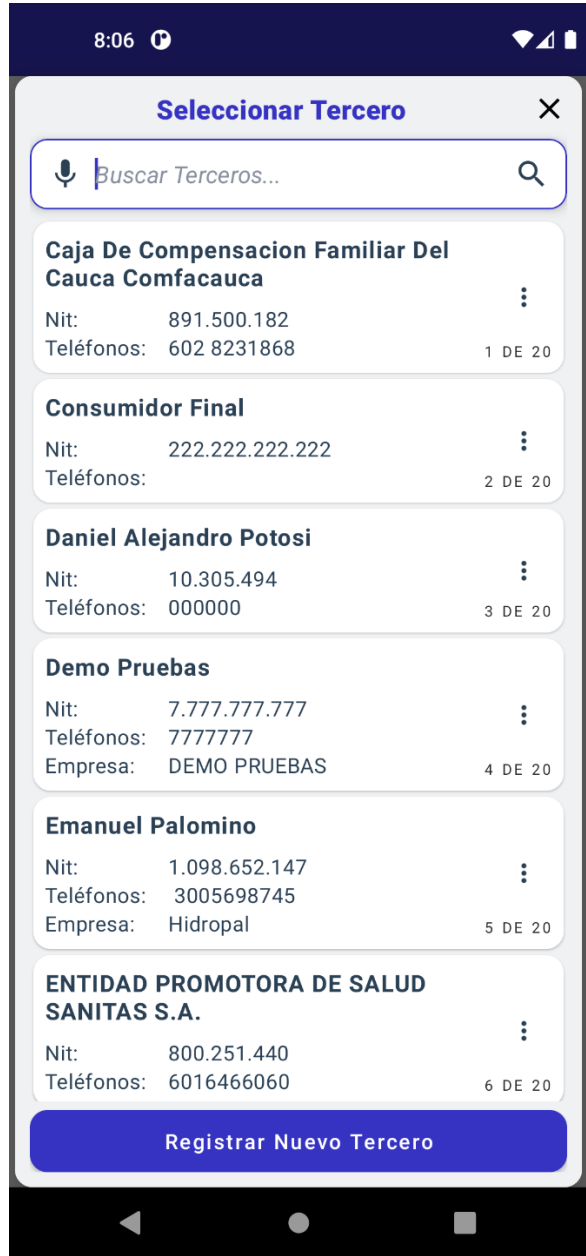 8:06
Seleccionar Tercero
Buscar Terceros...
Caja De Compensacion Familiar Del
Cauca Comfacauca
Nit: 891.500.182
Teléfonos: 602 8231868
1 DE 20
Consumidor Final
Nit: 222.222.222.222
Teléfonos:
2 DE 20
Daniel Alejandro Potosi
Nit: 10.305.494
Teléfonos: 000000
3 DE 20
Demo Pruebas
Nit: 7.777.777.777
Teléfonos: 7777777
Empresa: DEMO PRUEBAS
4 DE 20
Emanuel Palomino
Nit: 1.098.652.147
Teléfonos: 3005698745
Empresa: Hidropal
5 DE 20
ENTIDAD PROMOTORA DE SALUD
SANITAS S.A.
Nit: 800.251.440
Teléfonos: 6016466060
6 DE 20
Registrar Nuevo Tercero